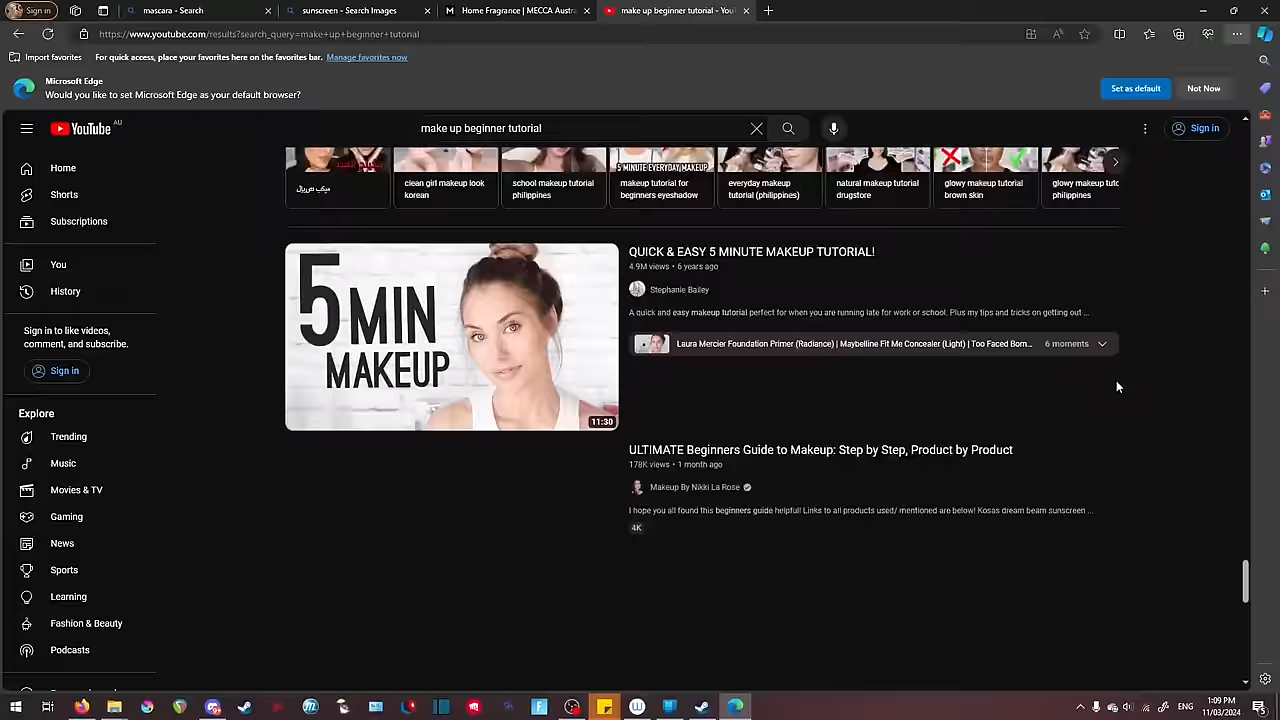 Sign in
mascara - Search
sunscreen - Search Images
M Home Fragrance | MECCA Austra
make up beginner tutorial - You
https://www.youtube.com/results?search_query=make+up+beginner+tutorial
Import favorites
For quick access, place your favorites here on the favorites bar. Manage favorites now
Microsoft Edge
Would you like to set Microsoft Edge as your default browser?
Set as default
Not Now
YouTube AU
make up beginner tutorial
Sign in
Home
Shorts
Subscriptions
You
History
Sign in to like videos,
comment, and subscribe.
Sign in
Explore
Trending
Music
Movies & TV
Gaming
News
Sports
Learning
Fashion & Beauty
Podcasts
clean girl makeup look
korean
school makeup tutorial
philippines
5 MINUTE EVERYDAY MAKEUP
makeup tutorial for
beginners eyeshadow
everyday makeup
tutorial (philippines)
natural makeup tutorial
drugstore
glowy makeup tutorial
brown skin
glowy makeup tuto
philippines
5 MIN
MAKEUP
11:30
QUICK & EASY 5 MINUTE MAKEUP TUTORIAL!
4.9M views • 6 years ago
Stephanie Bailey
A quick and easy makeup tutorial perfect for when you are running late for work or school. Plus my tips and tricks on getting out ...
Laura Mercier Foundation Primer (Radiance) | Maybelline Fit Me Concealer (Light) | Too Faced Born... 6 moments
ULTIMATE Beginners Guide to Makeup: Step by Step, Product by Product
178K views • 1 month ago
Makeup By Nikki La Rose
I hope you all found this beginners guide helpful! Links to all products used/ mentioned are below! Kosas dream beam sunscreen ...
4K
ENG
1:09 PM
11/03/2024